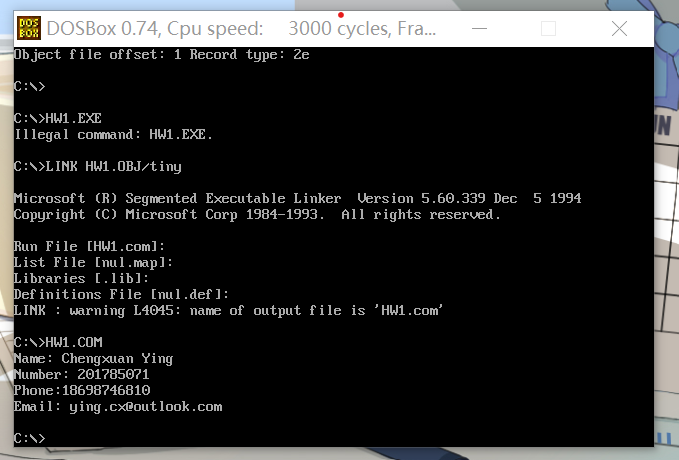 DOS
BOX
DOSBox 0.74, Cpu speed:    3000 cycles, Fra...
Object file offset: 1 Record type: 2e
C:\>
C:\>HW1.EXE
Illegal command: HW1.EXE.
C:\>LINK HW1.OBJ/tiny
Microsoft (R) Segmented Executable Linker  Version 5.60.339 Dec  5 1994
Copyright (C) Microsoft Corp 1984-1993.  All rights reserved.
Run File [HW1.com]:
List File [nul.map]:
Libraries [.lib]:
Definitions File [nul.def]:
LINK : warning L4045: name of output file is 'HW1.com'
C:\>HW1.COM
Name: Chengxuan Ying
Number: 201785071
Phone:18698746810
Email: ying.cx@outlook.com
C:\>